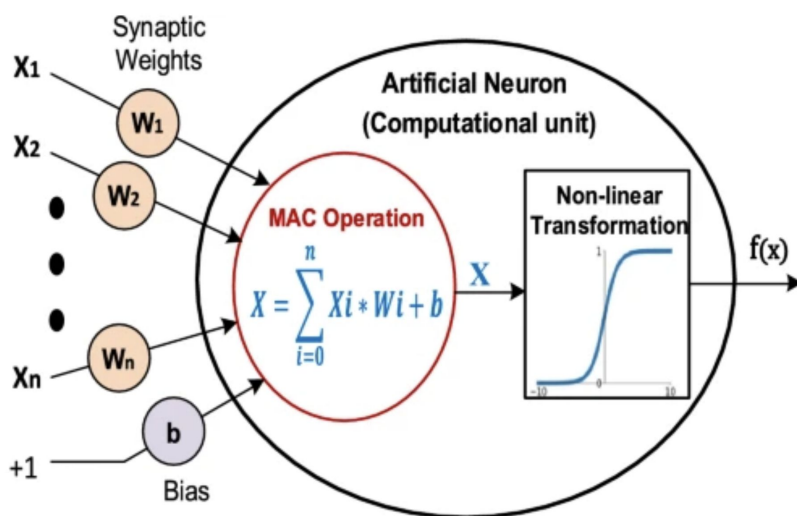 Synaptic
Weights
X1
W1
X2
W2
Xn
Wn
+1
b
Bias
Artificial Neuron
(Computational unit)
MAC Operation
n
X = ∑ Xi * Wi + b
i=0
X
Non-linear
Transformation
1
0
-10
10
f(x)